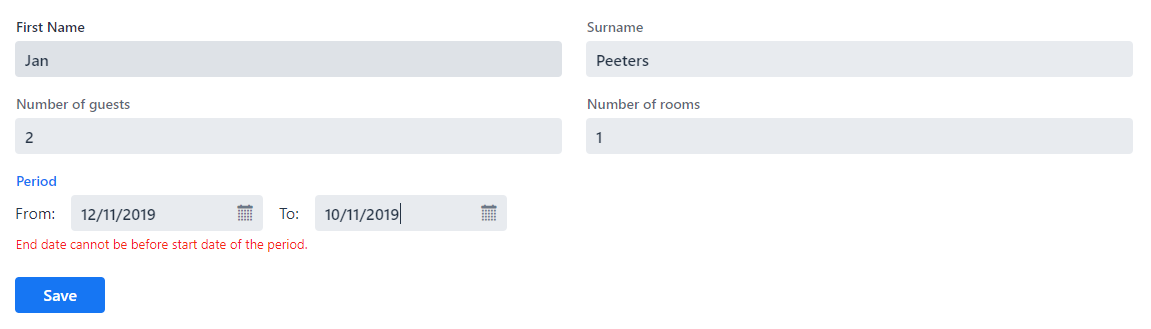 First Name Surname
Jan Peeters
Number of guests Number of rooms
2 1
Period
From: 12/11/2019 To: 10/11/2019
End date cannot be before start date of the period.
Save